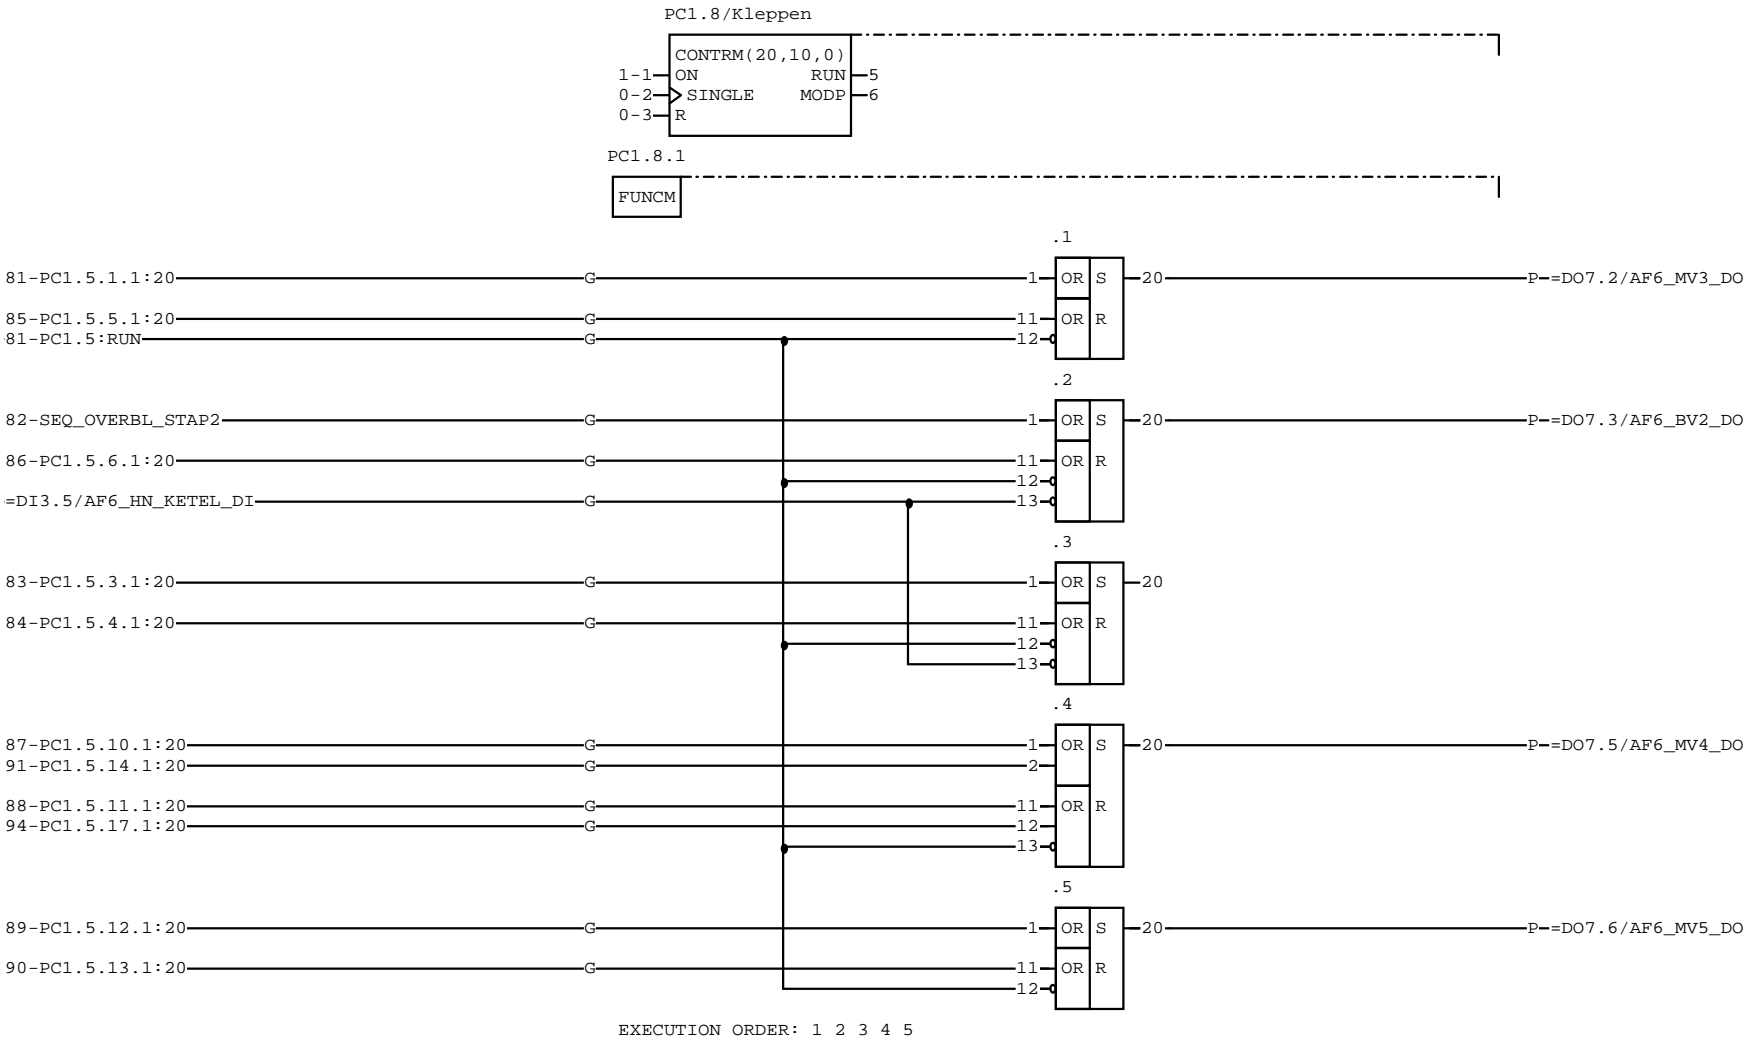 PC1.8/Kleppen
CONTRM(20,10,0)
1-1 ON RUN 5
0-2 SINGLE MODP 6
0-3 R
PC1.8.1
FUNCM
.1
81-PC1.5.1.1:20 G 1 OR S 20 P =DO7.2/AF6_MV3_DO
85-PC1.5.5.1:20 G 11 OR R
81-PC1.5:RUN G 12
.2
82-SEQ_OVERBL_STAP2 G 1 OR S 20 P =DO7.3/AF6_BV2_DO
86-PC1.5.6.1:20 G 11 OR R
12
=DI3.5/AF6_HN_KETEL_DI G 13
.3
83-PC1.5.3.1:20 G 1 OR S 20
84-PC1.5.4.1:20 G 11 OR R
12
13
.4
87-PC1.5.10.1:20 G 1 OR S 20 P =DO7.5/AF6_MV4_DO
91-PC1.5.14.1:20 G 2
88-PC1.5.11.1:20 G 11 OR R
94-PC1.5.17.1:20 G 12
13
.5
89-PC1.5.12.1:20 G 1 OR S 20 P =DO7.6/AF6_MV5_DO
90-PC1.5.13.1:20 G 11 OR R
12
EXECUTION ORDER: 1 2 3 4 5